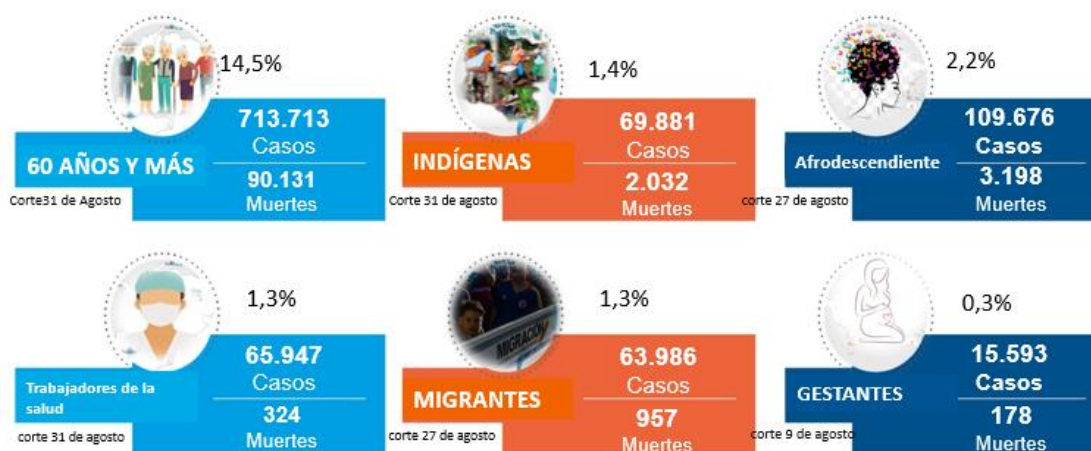 14,5%
713.713
Casos
60 AÑOS Y MÁS
90.131
Muertes
Corte31 de Agosto
1,4%
69.881
Casos
INDÍGENAS
2.032
Muertes
Corte 31 de agosto
2,2%
109.676
Casos
Afrodescendiente
3.198
Muertes
corte 27 de agosto
1,3%
65.947
Casos
Trabajadores de la
salud
324
Muertes
corte 31 de agosto
1,3%
MIGRACIÓN
63.986
Casos
MIGRANTES
957
Muertes
corte 27 de agosto
0,3%
15.593
Casos
GESTANTES
178
Muertes
corte 9 de agosto